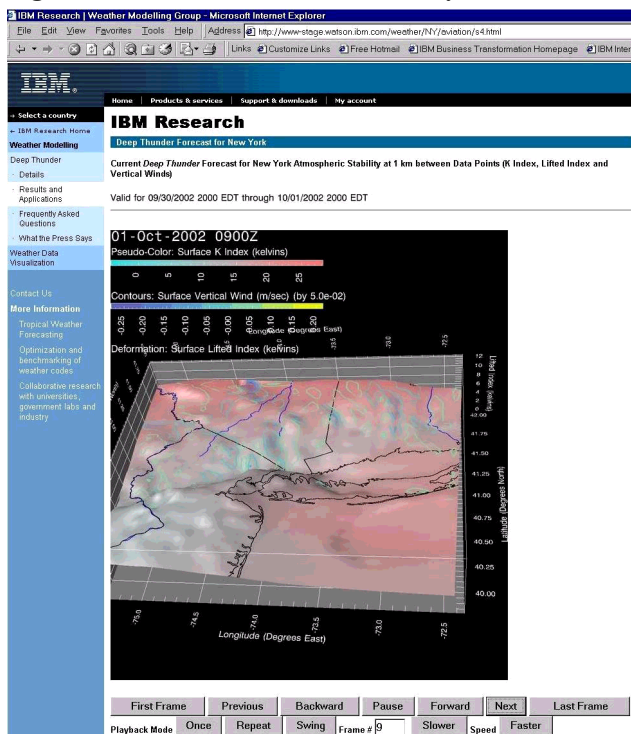 IBM Research | Weather Modelling Group - Microsoft Internet Explorer
File Edit View Favorites Tools Help Address http://www-stage.watson.ibm.com/weather/NY/aviation/s4.html
Links Customize Links Free Hotmail IBM Business Transformation Homepage IBM Inter
IBM
Home Products & services Support & downloads My account
Select a country
IBM Research Home
Weather Modelling
Deep Thunder
Details
Results and
Applications
Frequently Asked
Questions
What the Press Says
Weather Data
Visualization
Contact Us
More Information
Tropical Weather
Forecasting
Optimization and
benchmarking of
weather codes
Collaborative research
with universities,
government labs and
industry
IBM Research
Deep Thunder Forecast for New York
Current Deep Thunder Forecast for New York Atmospheric Stability at 1 km between Data Points (K Index, Lifted Index and
Vertical Winds)
Valid for 09/30/2002 2000 EDT through 10/01/2002 2000 EDT
01-Oct-2002 0900Z
Pseudo-Color: Surface K Index (kelvins)
0 5 10 15 20 25
Contours: Surface Vertical Wind (m/sec) (by 5.0e-02)
-0.25 -0.20 -0.15 -0.10 -0.05 -0.00 0.05 0.10 0.15 0.20
Longitude (Degrees East)
Deformation: Surface Lifted Index (kelvins)
-73.5 -73.0 -72.5
12
10
8
6
4
2
0
Lifted Index (kelvins)
42.00
41.75
41.50
41.25
41.00
40.75
40.50
40.25
40.00
Latitude (Degrees North)
-75.0 -74.5 -74.0 -73.5 -73.0 -72.5
Longitude (Degrees East)
First Frame Previous Backward Pause Forward Next Last Frame
Playback Mode Once Repeat Swing Frame # 9 Slower Speed Faster